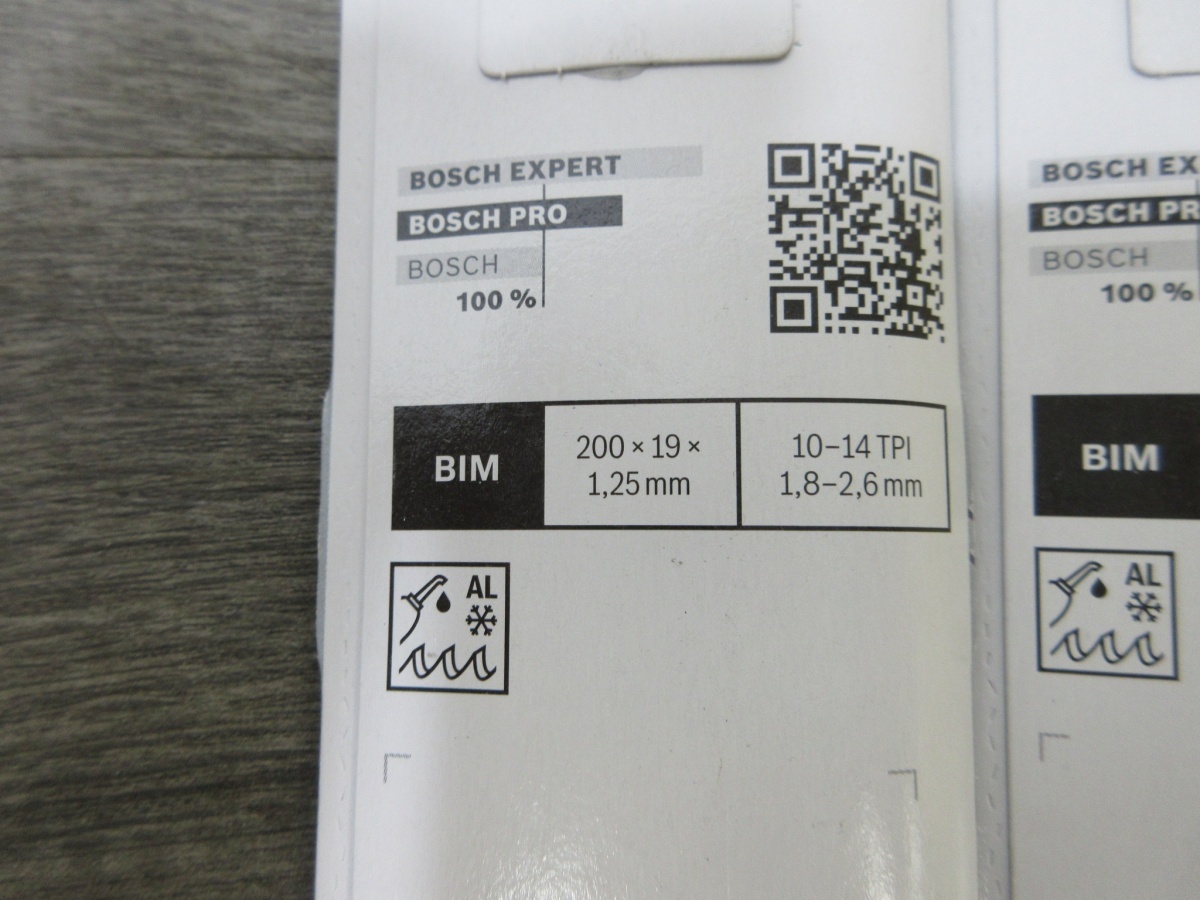 BOSCH EXPERT
BOSCH PRO
BOSCH
100 %
BIM
200 × 19 ×
1,25 mm
10–14 TPI
1,8–2,6 mm
AL
BOSCH EX
BOSCH PR
BOSCH
100 %
BIM
AL